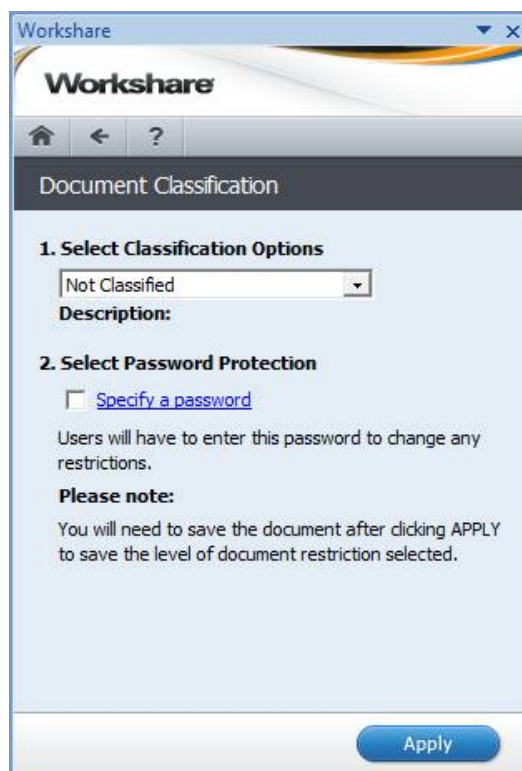 Workshare
Workshare
?
Document Classification
1. Select Classification Options
Not Classified
Description:
2. Select Password Protection
Specify a password
Users will have to enter this password to change any
restrictions.
Please note:
You will need to save the document after clicking APPLY
to save the level of document restriction selected.
Apply